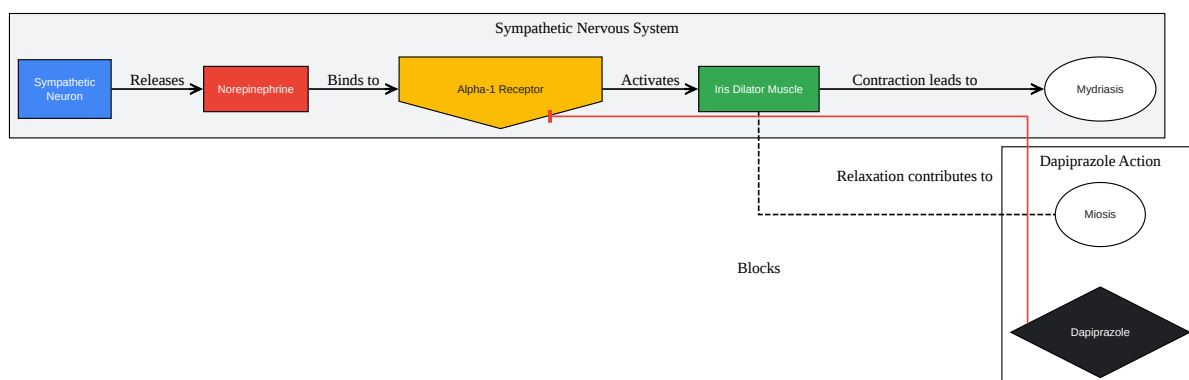 Sympathetic Nervous System
Sympathetic
Neuron
Releases
Norepinephrine
Binds to
Alpha-1 Receptor
Activates
Iris Dilator Muscle
Contraction leads to
Mydriasis
Dapiprazole Action
Relaxation contributes to
Miosis
Blocks
Dapiprazole